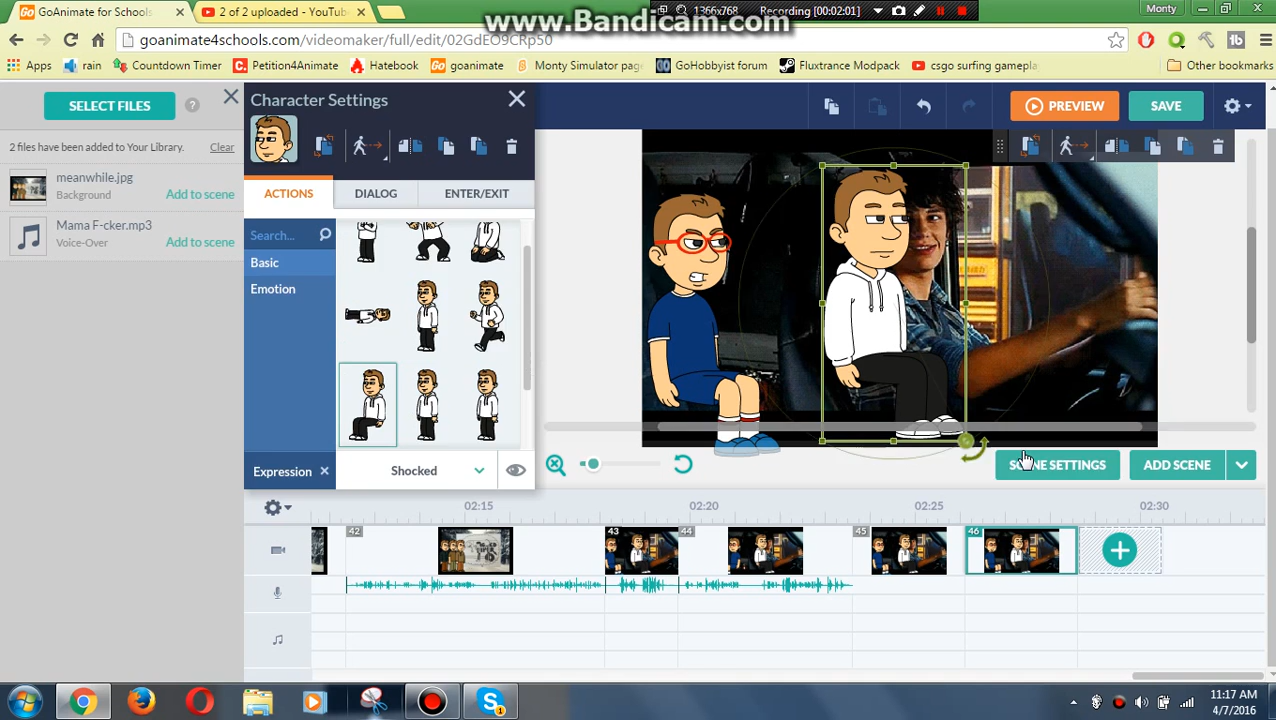 GoAnimate for Schools
2 of 2 uploaded - YouTube
www.Bandicam.com
1366x768
Recording [00:02:01]
Monty
goanimate4schools.com/videomaker/full/edit/02GdEO9CRp50
Apps
rain
Countdown Timer
Petition4Animate
Hatebook
goanimate
Monty Simulator page
GoHobbyist forum
Fluxtrance Modpack
csgo surfing gamepla
Other bookmarks
SELECT FILES
?
Character Settings
PREVIEW
SAVE
2 files have been added to Your Library.
Clear
meanwhile.jpg
Background
Add to scene
Mama F-cker.mp3
Voice-Over
Add to scene
ACTIONS
DIALOG
ENTER/EXIT
Search...
Basic
Emotion
Expression
Shocked
SCENE SETTINGS
ADD SCENE
02:15
02:20
02:25
02:30
42
43
44
45
46
11:17 AM
4/7/2016